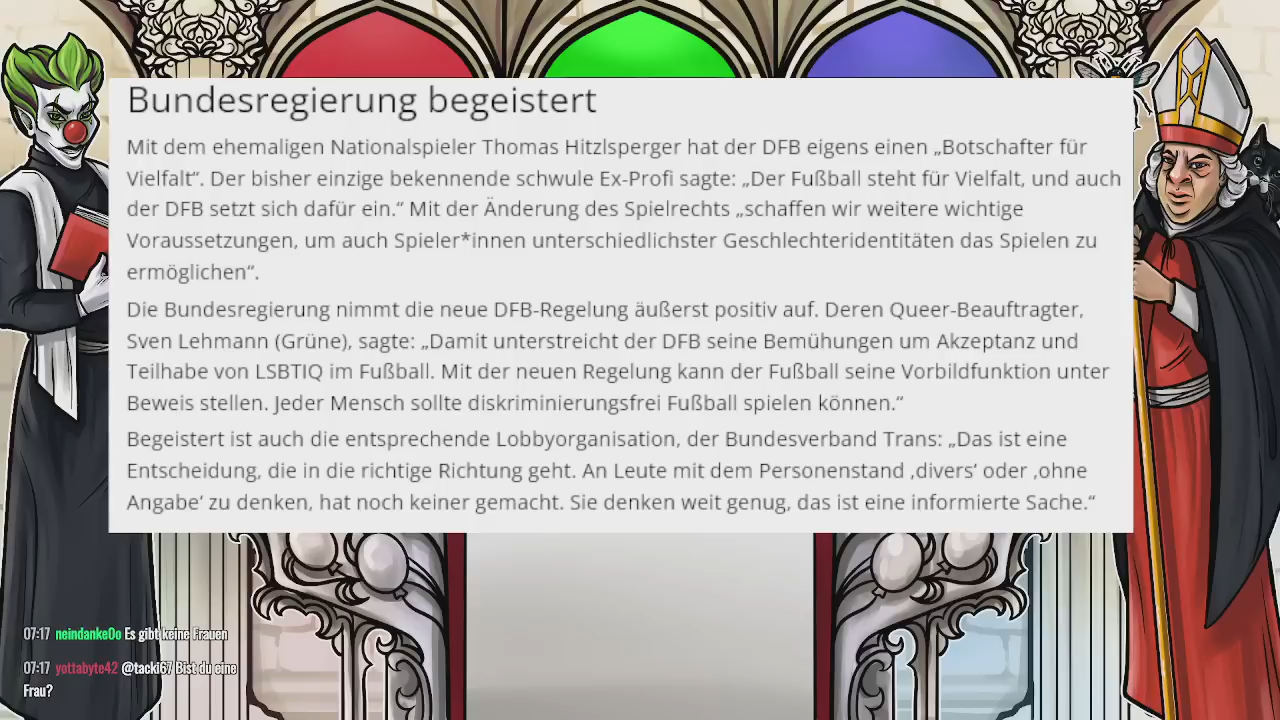 Bundesregierung begeistert
Mit dem ehemaligen Nationalspieler Thomas Hitzlsperger hat der DFB eigens einen „Botschafter für
Vielfalt“. Der bisher einzige bekennende schwule Ex-Profi sagte: „Der Fußball steht für Vielfalt, und auch
der DFB setzt sich dafür ein.“ Mit der Änderung des Spielrechts „schaffen wir weitere wichtige
Voraussetzungen, um auch Spieler*innen unterschiedlichster Geschlechteridentitäten das Spielen zu
ermöglichen“.
Die Bundesregierung nimmt die neue DFB-Regelung äußerst positiv auf. Deren Queer-Beauftragter,
Sven Lehmann (Grüne), sagte: „Damit unterstreicht der DFB seine Bemühungen um Akzeptanz und
Teilhabe von LSBTIQ im Fußball. Mit der neuen Regelung kann der Fußball seine Vorbildfunktion unter
Beweis stellen. Jeder Mensch sollte diskriminierungsfrei Fußball spielen können.“
Begeistert ist auch die entsprechende Lobbyorganisation, der Bundesverband Trans: „Das ist eine
Entscheidung, die in die richtige Richtung geht. An Leute mit dem Personenstand ‚divers‘ oder ‚ohne
Angabe‘ zu denken, hat noch keiner gemacht. Sie denken weit genug, das ist eine informierte Sache.“
07:17 neindankeOo Es gibt keine Frauen
07:17 yottabyte42 @tacki67 Bist du eine
Frau?